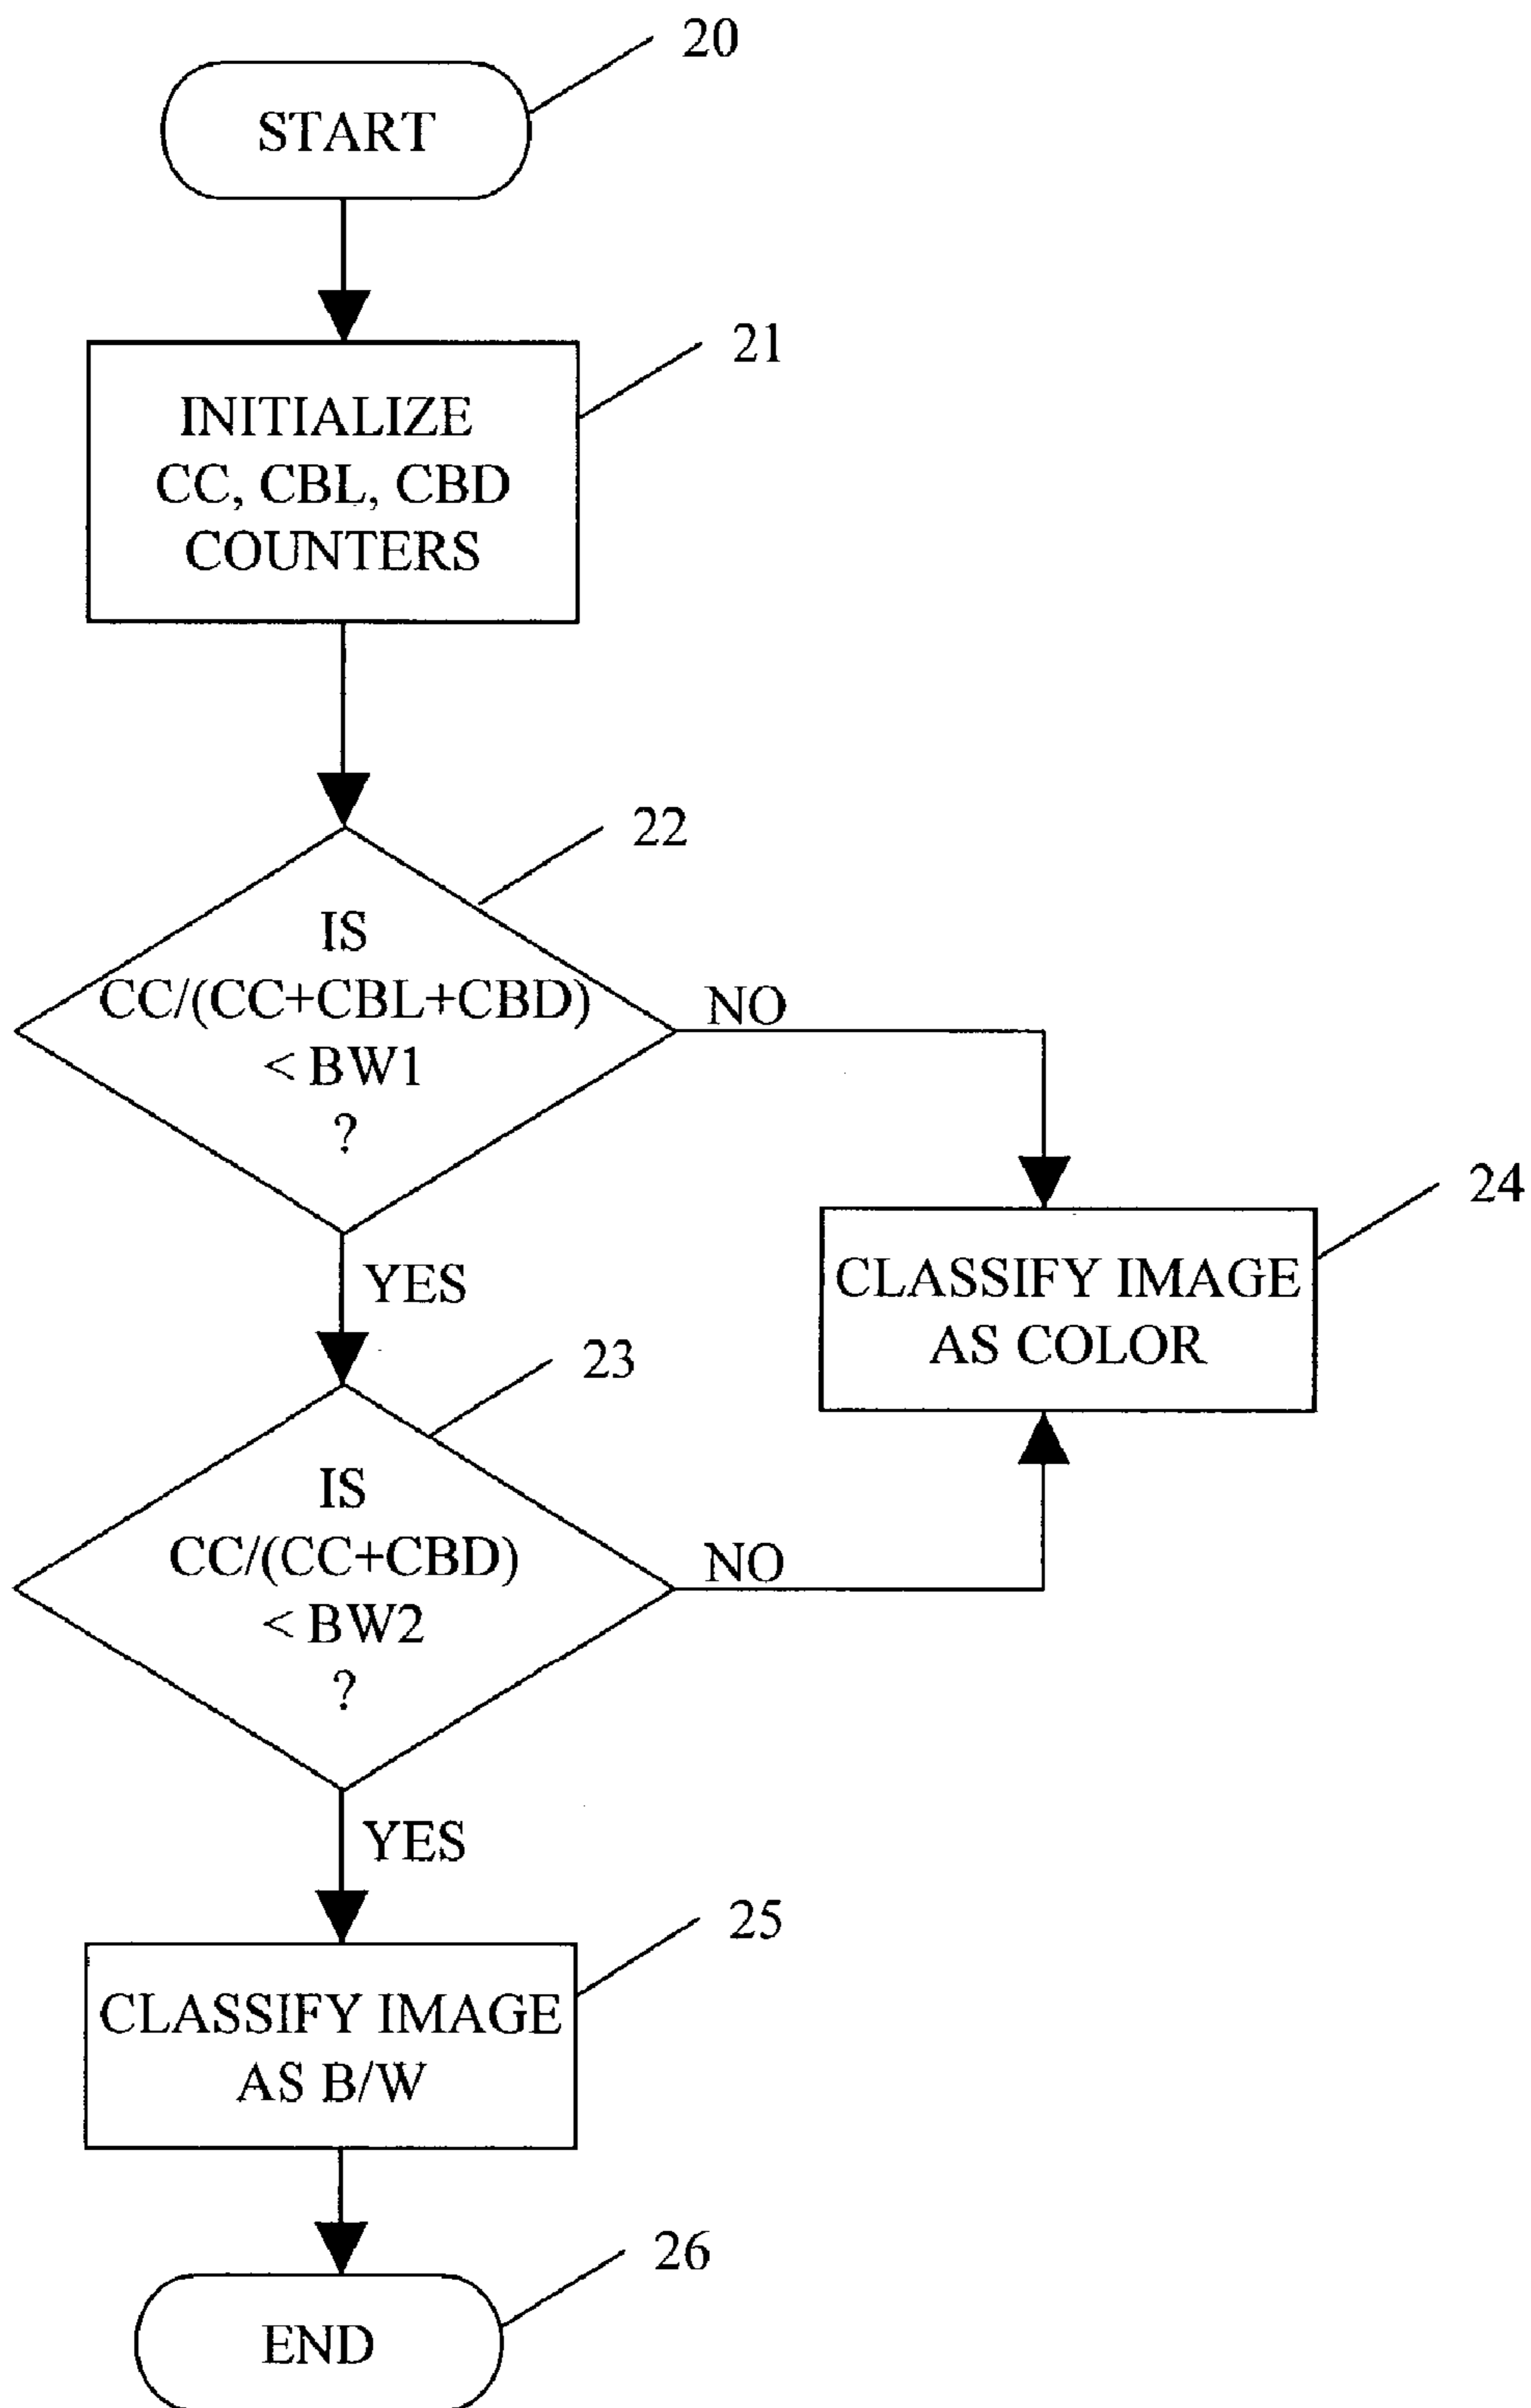 20
START
21
INITIALIZE
CC, CBL, CBD
COUNTERS
22
IS
CC/(CC+CBL+CBD)
< BW1
?
NO
YES
24
CLASSIFY IMAGE
AS COLOR
23
IS
CC/(CC+CBD)
< BW2
?
NO
YES
25
CLASSIFY IMAGE
AS B/W
26
END